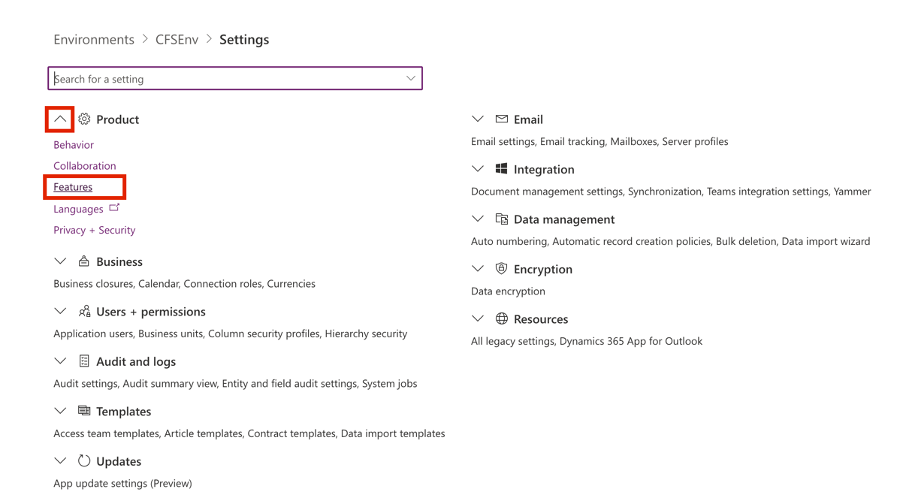 Environments > CFSEnv > Settings
Search for a setting
Product
Behavior
Collaboration
Features
Languages
Privacy + Security
Business
Business closures, Calendar, Connection roles, Currencies
Users + permissions
Application users, Business units, Column security profiles, Hierarchy security
Audit and logs
Audit settings, Audit summary view, Entity and field audit settings, System jobs
Templates
Access team templates, Article templates, Contract templates, Data import templates
Updates
App update settings (Preview)
Email
Email settings, Email tracking, Mailboxes, Server profiles
Integration
Document management settings, Synchronization, Teams integration settings, Yammer
Data management
Auto numbering, Automatic record creation policies, Bulk deletion, Data import wizard
Encryption
Data encryption
Resources
All legacy settings, Dynamics 365 App for Outlook